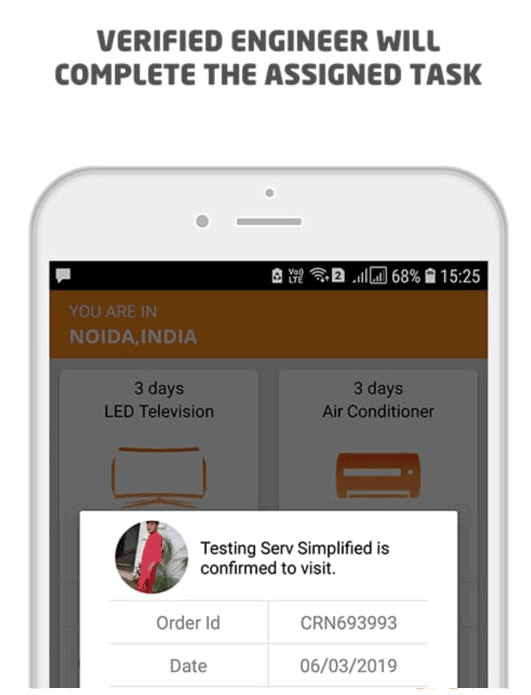 VERIFIED ENGINEER WILL
COMPLETE THE ASSIGNED TASK
Vo))
LTE
2
68%
15:25
YOU ARE IN
NOIDA,INDIA
3 days
LED Television
3 days
Air Conditioner
Testing Serv Simplified is
confirmed to visit.
Order Id
CRN693993
Date
06/03/2019